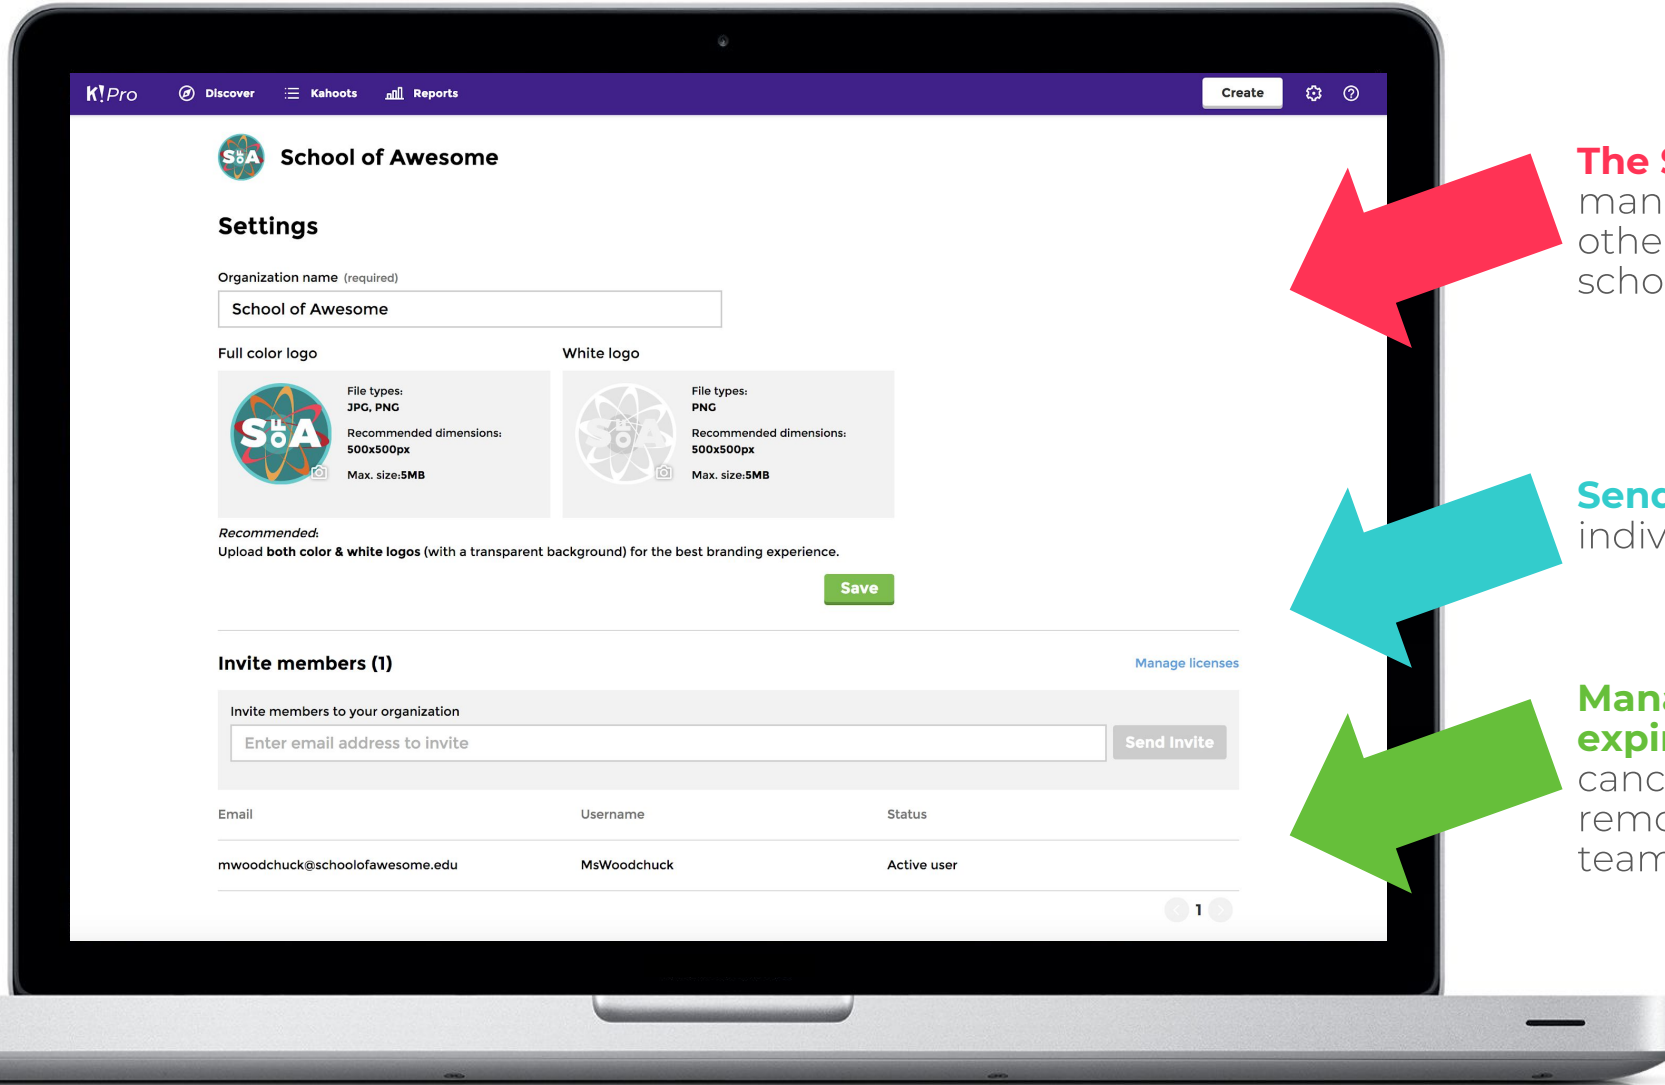 K! Pro
Discover
Kahoots
Reports
Create
SOFA
School of Awesome
Settings
Organization name (required)
School of Awesome
Full color logo
White logo
SOFA
File types:
JPG, PNG
Recommended dimensions:
500x500px
Max. size:5MB
SOFA
File types:
PNG
Recommended dimensions:
500x500px
Max. size:5MB
Recommended:
Upload both color & white logos (with a transparent background) for the best branding experience.
Save
Invite members (1)
Manage licenses
Invite members to your organization
Enter email address to invite
Send Invite
Email
Username
Status
mwoodchuck@schoolofawesome.edu
MsWoodchuck
Active user
1
The